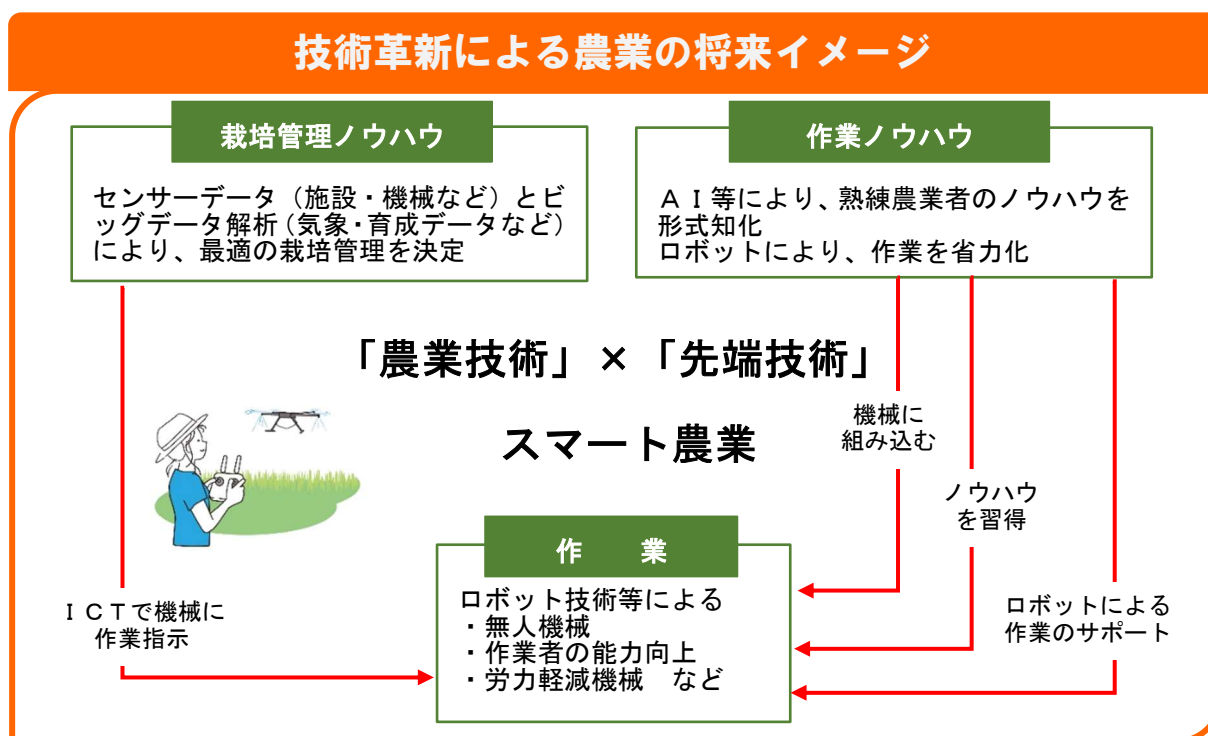 技術革新による農業の将来イメージ
栽培管理ノウハウ
センサーデータ（施設・機械など）とビ
ッグデータ解析（気象・育成データなど）
により、最適の栽培管理を決定
作業ノウハウ
ＡＩ等により、熟練農業者のノウハウを
形式知化
ロボットにより、作業を省力化
「農業技術」×「先端技術」
スマート農業
機械に
組み込む
ノウハウ
を習得
ＩＣＴで機械に
作業指示
ロボットによる
作業のサポート
作　業
ロボット技術等による
・無人機械
・作業者の能力向上
・労力軽減機械　など